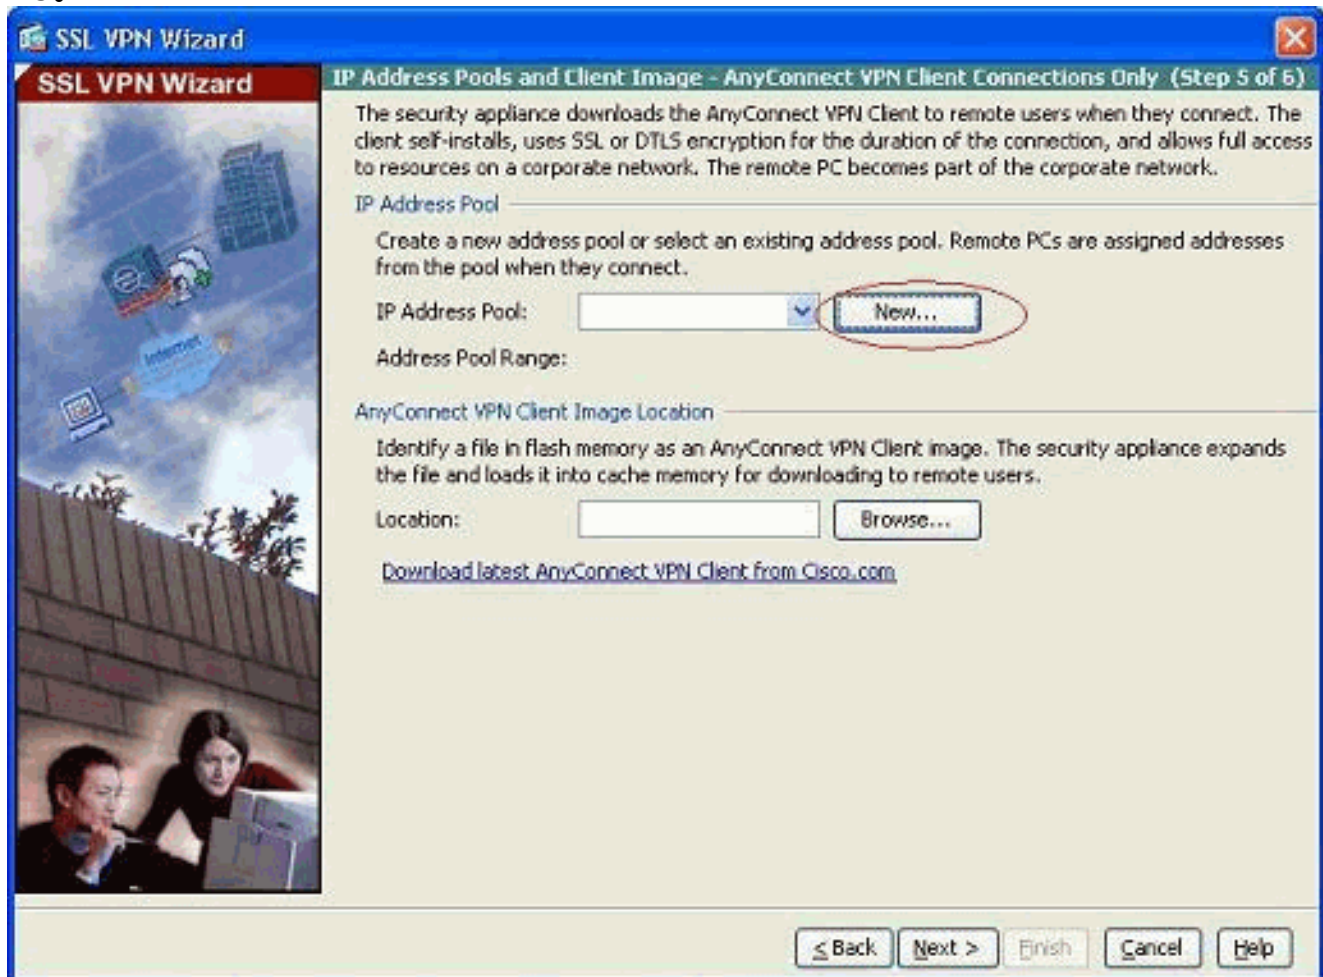 SSL VPN Wizard
SSL VPN Wizard
IP Address Pools and Client Image - AnyConnect VPN Client Connections Only (Step 5 of 6)
The security appliance downloads the AnyConnect VPN Client to remote users when they connect. The
client self-installs, uses SSL or DTLS encryption for the duration of the connection, and allows full access
to resources on a corporate network. The remote PC becomes part of the corporate network.
IP Address Pool
Create a new address pool or select an existing address pool. Remote PCs are assigned addresses
from the pool when they connect.
IP Address Pool:
New...
Address Pool Range:
Internet
AnyConnect VPN Client Image Location
Identify a file in flash memory as an AnyConnect VPN Client image. The security appliance expands
the file and loads it into cache memory for downloading to remote users.
Location:
Browse...
Download latest AnyConnect VPN Client from Cisco.com
< Back
Next >
Finish
Cancel
Help